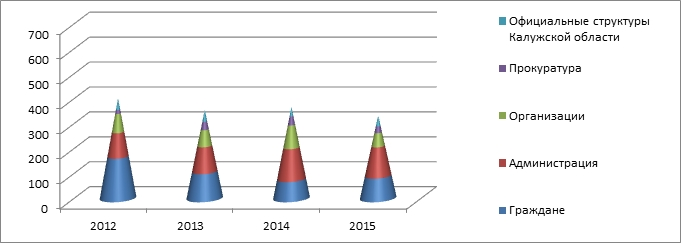 700
600
500
400
300
200
100
0
2012 2013 2014 2015
Официальные структуры
Калужской области
Прокуратура
Организации
Администрация
Граждане